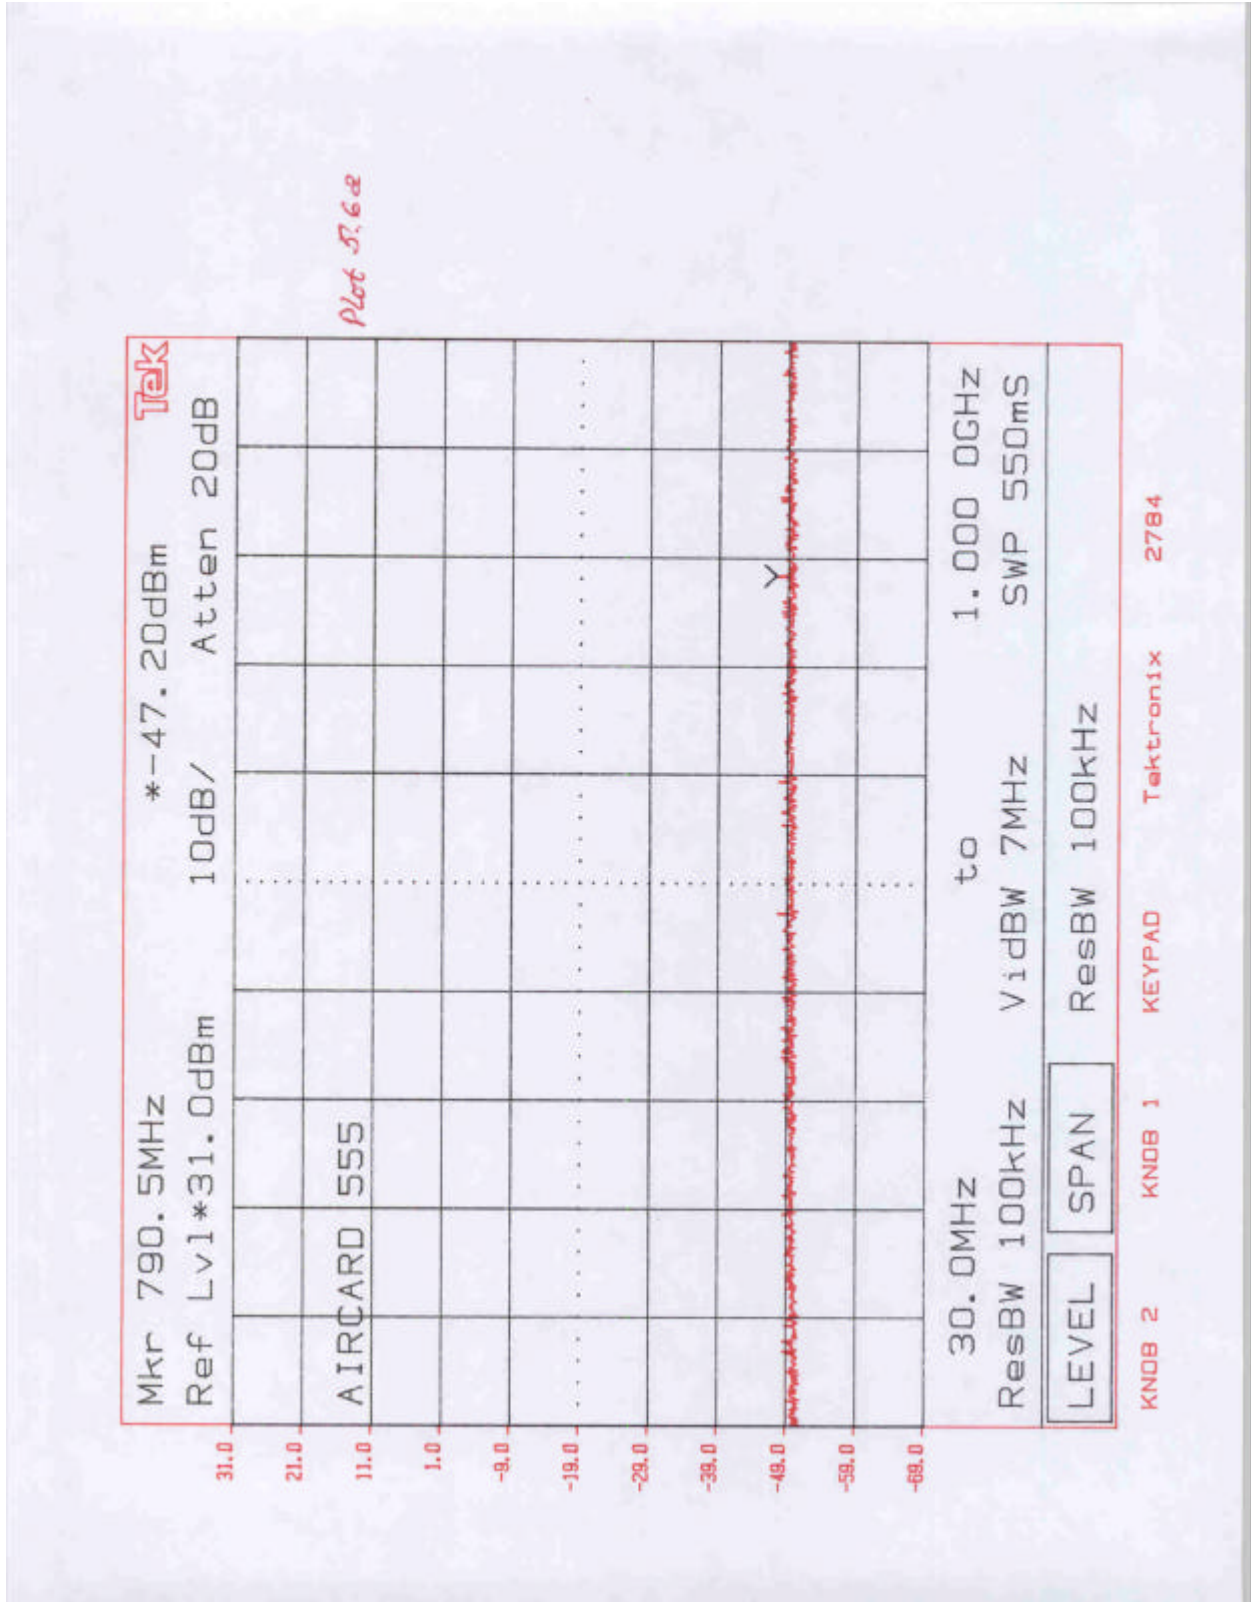 Plot 5.6a
Mkr 790.5MHz *-47.20dBm Tek
Ref Lvl*31.0dBm 10dB/ Atten 20dB
31.0
21.0
AIRCARD 555
11.0
1.0
-9.0
-19.0
-29.0
-39.0
-49.0
-59.0
-69.0
30.0MHz to 1.000 0GHz
ResBW 100kHz VidBW 7MHz SWP 550mS
LEVEL SPAN ResBW 100kHz
KNOB 2 KNOB 1 KEYPAD Tektronix 2784